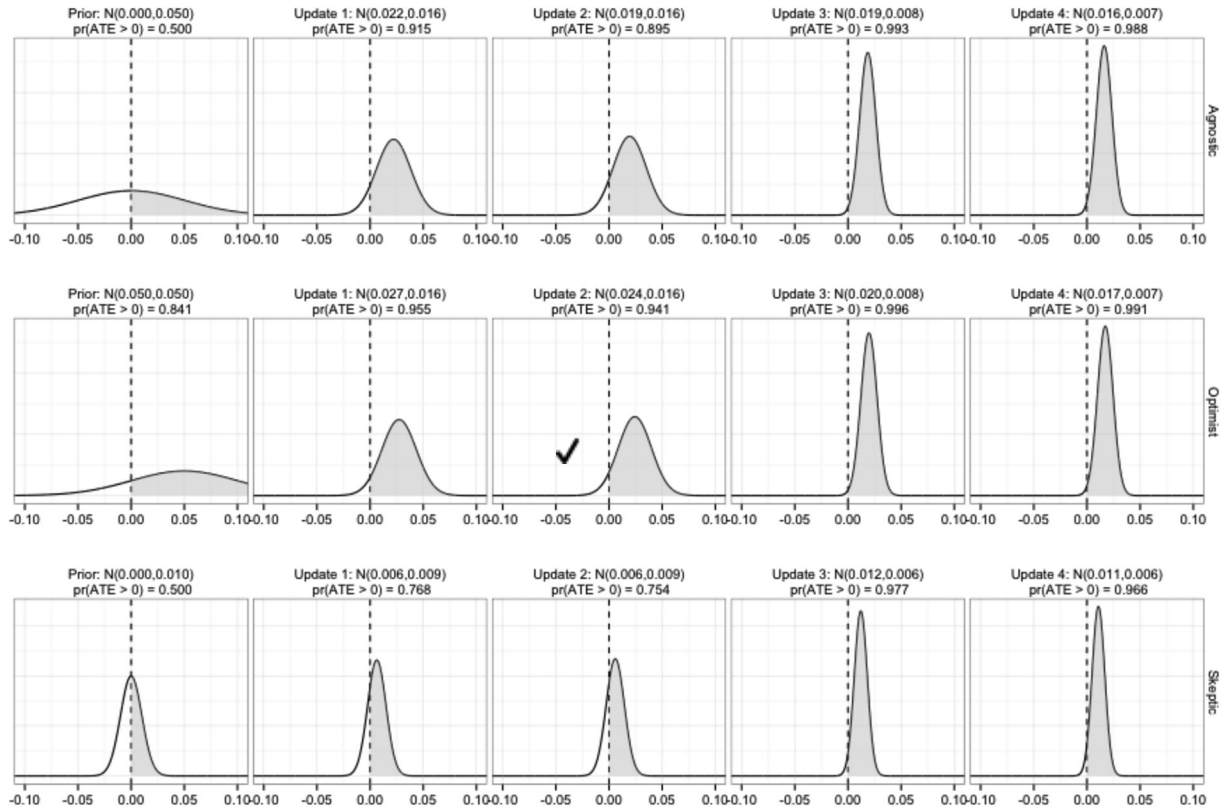 Prior: N(0.000,0.050) Update 1: N(0.022,0.016) Update 2: N(0.019,0.016) Update 3: N(0.019,0.008) Update 4: N(0.016,0.007)
pr(ATE > 0) = 0.500 pr(ATE > 0) = 0.915 pr(ATE > 0) = 0.895 pr(ATE > 0) = 0.993 pr(ATE > 0) = 0.988
Agnostic
-0.10 -0.05 0.00 0.05 0.10 -0.10 -0.05 0.00 0.05 0.10 -0.10 -0.05 0.00 0.05 0.10 -0.10 -0.05 0.00 0.05 0.10 -0.10 -0.05 0.00 0.05 0.10
Prior: N(0.050,0.050) Update 1: N(0.027,0.016) Update 2: N(0.024,0.016) Update 3: N(0.020,0.008) Update 4: N(0.017,0.007)
pr(ATE > 0) = 0.841 pr(ATE > 0) = 0.955 pr(ATE > 0) = 0.941 pr(ATE > 0) = 0.996 pr(ATE > 0) = 0.991
Optimist
-0.10 -0.05 0.00 0.05 0.10 -0.10 -0.05 0.00 0.05 0.10 -0.10 -0.05 0.00 0.05 0.10 -0.10 -0.05 0.00 0.05 0.10 -0.10 -0.05 0.00 0.05 0.10
Prior: N(0.000,0.010) Update 1: N(0.006,0.009) Update 2: N(0.006,0.009) Update 3: N(0.012,0.006) Update 4: N(0.011,0.006)
pr(ATE > 0) = 0.500 pr(ATE > 0) = 0.768 pr(ATE > 0) = 0.754 pr(ATE > 0) = 0.977 pr(ATE > 0) = 0.966
Skeptic
-0.10 -0.05 0.00 0.05 0.10 -0.10 -0.05 0.00 0.05 0.10 -0.10 -0.05 0.00 0.05 0.10 -0.10 -0.05 0.00 0.05 0.10 -0.10 -0.05 0.00 0.05 0.10